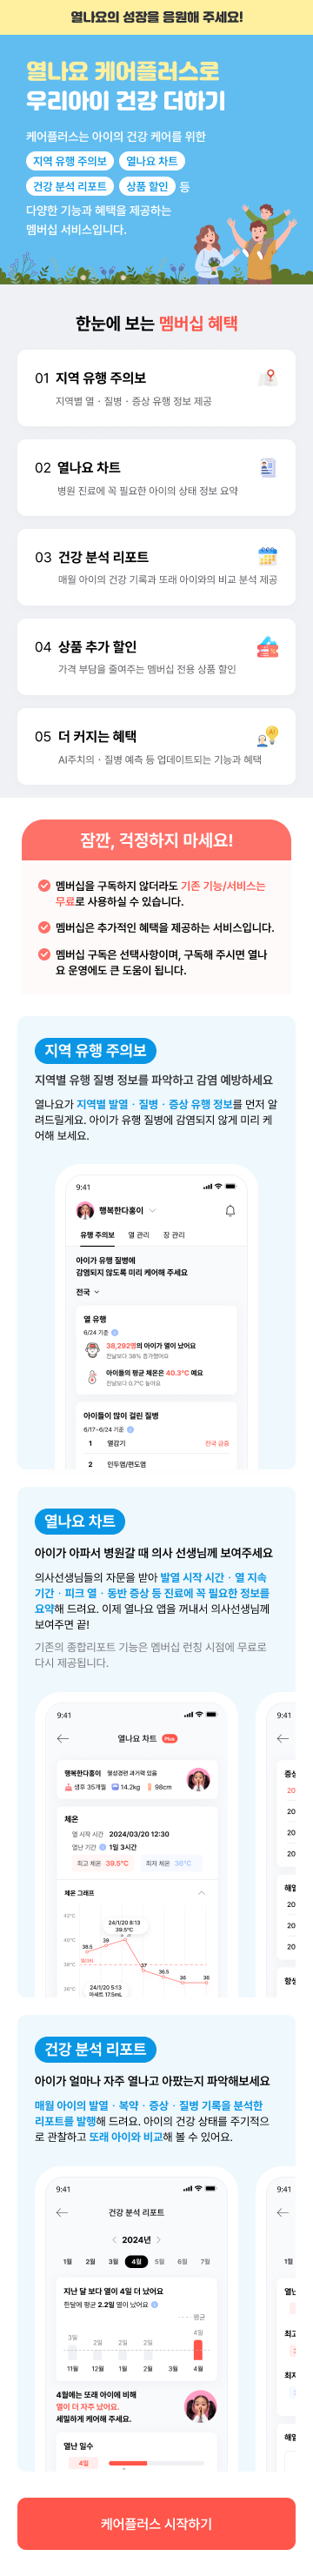 열나요의 성장을 응원해 주세요!
열나요 케어플러스로
우리아이 건강 더하기
케어플러스는 아이의 건강 케어를 위한
지역 유행 주의보 열나요 차트
건강 분석 리포트 상품 할인 등
다양한 기능과 혜택을 제공하는
멤버십 서비스입니다.
한눈에 보는 멤버십 혜택
01 지역 유행 주의보
지역별 열・질병・증상 유행 정보 제공
02 열나요 차트
병원 진료에 꼭 필요한 아이의 상태 정보 요약
03 건강 분석 리포트
매월 아이의 건강 기록과 또래 아이와의 비교 분석 제공
04 상품 추가 할인
가격 부담을 줄여주는 멤버십 전용 상품 할인
05 더 커지는 혜택
AI
AI주치의・질병 예측 등 업데이트되는 기능과 혜택
잠깐, 걱정하지 마세요!
멤버십을 구독하지 않더라도 기존 기능/서비스는
무료로 사용하실 수 있습니다.
멤버십은 추가적인 혜택을 제공하는 서비스입니다.
멤버십 구독은 선택사항이며, 구독해 주시면 열나
요 운영에도 큰 도움이 됩니다.
지역 유행 주의보
지역별 유행 질병 정보를 파악하고 감염 예방하세요
열나요가 지역별 발열・질병・증상 유행 정보를 먼저 알
려드릴게요. 아이가 유행 질병에 감염되지 않게 미리 케
어해 보세요.
9:41
행복한다홍이
유행 주의보 열 관리 장 관리
아이가 유행 질병에
감염되지 않도록 미리 케어해 주세요
전국
열 유행
6/24 기준
38,292명의 아이가 열이 났어요
전날보다 38% 증가했어요
아이들의 평균 체온은 40.3℃ 예요
전날보다 0.7℃ 높아요
아이들이 많이 걸린 질병
6/17~6/24 기준
1 열감기 전국 급증
2 인두염/편도염
열나요 차트
아이가 아파서 병원갈 때 의사 선생님께 보여주세요
의사선생님들의 자문을 받아 발열 시작 시간・열 지속
기간・피크 열・동반 증상 등 진료에 꼭 필요한 정보를
요약해 드려요. 이제 열나요 앱을 꺼내서 의사선생님께
보여주면 끝!
기존의 종합리포트 기능은 멤버십 런칭 시점에 무료로
다시 제공됩니다.
9:41
열나요 차트 Plus
행복한다홍이 열성경련 과거력 있음
생후 35개월 14.2kg 98cm
체온
열 시작 시간 2024/03/20 12:30
열난 기간 1일 3시간
최고 체온 39.5℃ 최저 체온 36℃
체온 그래프
42℃
24/1/20 8:13
39.5℃
40℃
38.5
39
38℃
37
36.5
36
36
36℃
24/1/20 5:13
아세트 17.5mL
9:41
증상
20
20
20
20
해열
20
20
20
항생
건강 분석 리포트
아이가 얼마나 자주 열나고 아팠는지 파악해보세요
매월 아이의 발열・복약・증상・질병 기록을 분석한
리포트를 발행해 드려요. 아이의 건강 상태를 주기적으
로 관찰하고 또래 아이와 비교해 볼 수 있어요.
9:41
건강 분석 리포트
2024년
1월 2월 3월 4월 5월 6월 7월
지난 달 보다 열이 4일 더 났어요
한달에 평균 2.2일 열이 났어요
평균
3일 2일 2일 2일 4일
11월 12월 1월 2월 3월 4월
4월에는 또래 아이에 비해
열이 더 자주 났어요.
세밀하게 케어해 주세요.
열난 일수
4일
9:41
1월
열난
최고
최저
해열
케어플러스 시작하기